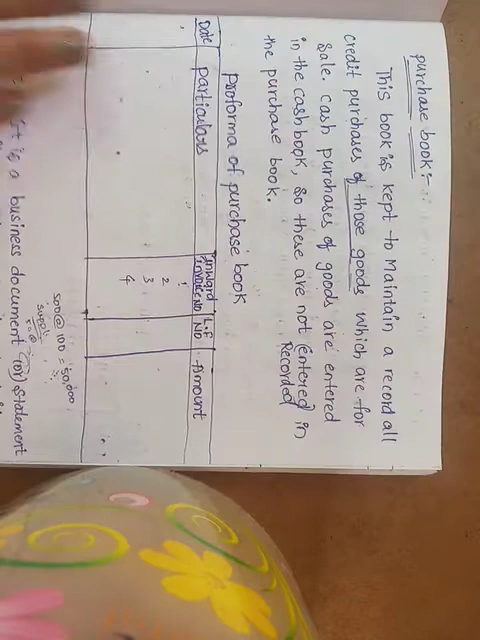 purchase book:-
This book is kept to Maintain a record all
credit purchases of those goods which are for
Sale. cash purchases of goods are entered
in the cashbook, so these are not (entered) in
Recorded
the purchase book.
proforma of purchase book
Date particulars Inward Invoice No L.F No Amount
1
2
3
4
500 @ 100 = 50,000
It is a business document (or) Statement